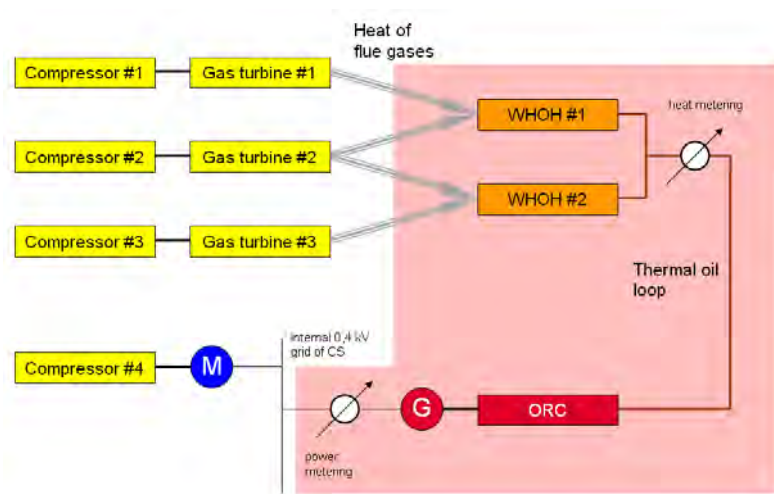 Heat of
flue gases
Compressor #1
Gas turbine #1
WHOH #1
heat metering
Compressor #2
Gas turbine #2
WHOH #2
Compressor #3
Gas turbine #3
Thermal oil
loop
internal 0,4 kV
grid of CS
Compressor #4
M
G
ORC
power
metering